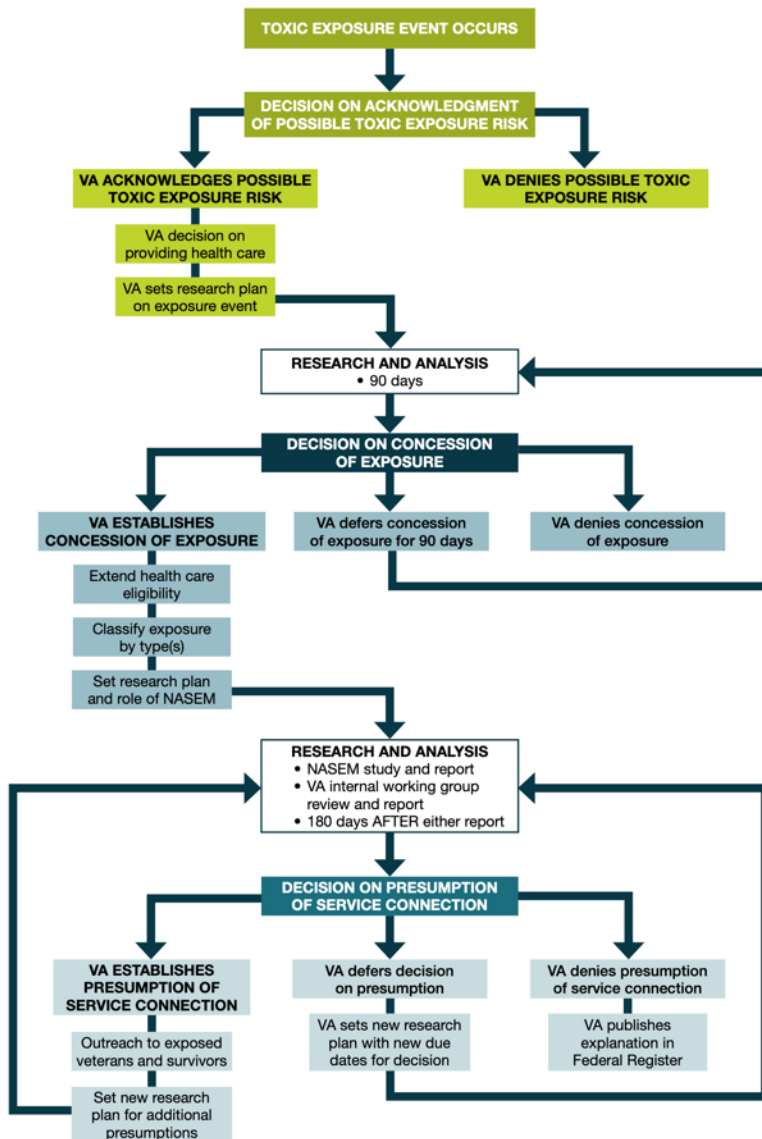 TOXIC EXPOSURE EVENT OCCURS
DECISION ON ACKNOWLEDGMENT
OF POSSIBLE TOXIC EXPOSURE RISK
VA ACKNOWLEDGES POSSIBLE
TOXIC EXPOSURE RISK
VA DENIES POSSIBLE TOXIC
EXPOSURE RISK
VA decision on
providing health care
VA sets research plan
on exposure event
RESEARCH AND ANALYSIS
• 90 days
DECISION ON CONCESSION
OF EXPOSURE
VA ESTABLISHES
CONCESSION OF EXPOSURE
VA defers concession
of exposure for 90 days
VA denies concession
of exposure
Extend health care
eligibility
Classify exposure
by type(s)
Set research plan
and role of NASEM
RESEARCH AND ANALYSIS
• NASEM study and report
• VA internal working group
review and report
• 180 days AFTER either report
DECISION ON PRESUMPTION
OF SERVICE CONNECTION
VA ESTABLISHES
PRESUMPTION OF
SERVICE CONNECTION
VA defers decision
on presumption
VA denies presumption
of service connection
Outreach to exposed
veterans and survivors
VA sets new research
plan with new due
dates for decision
VA publishes
explanation in
Federal Register
Set new research
plan for additional
presumptions